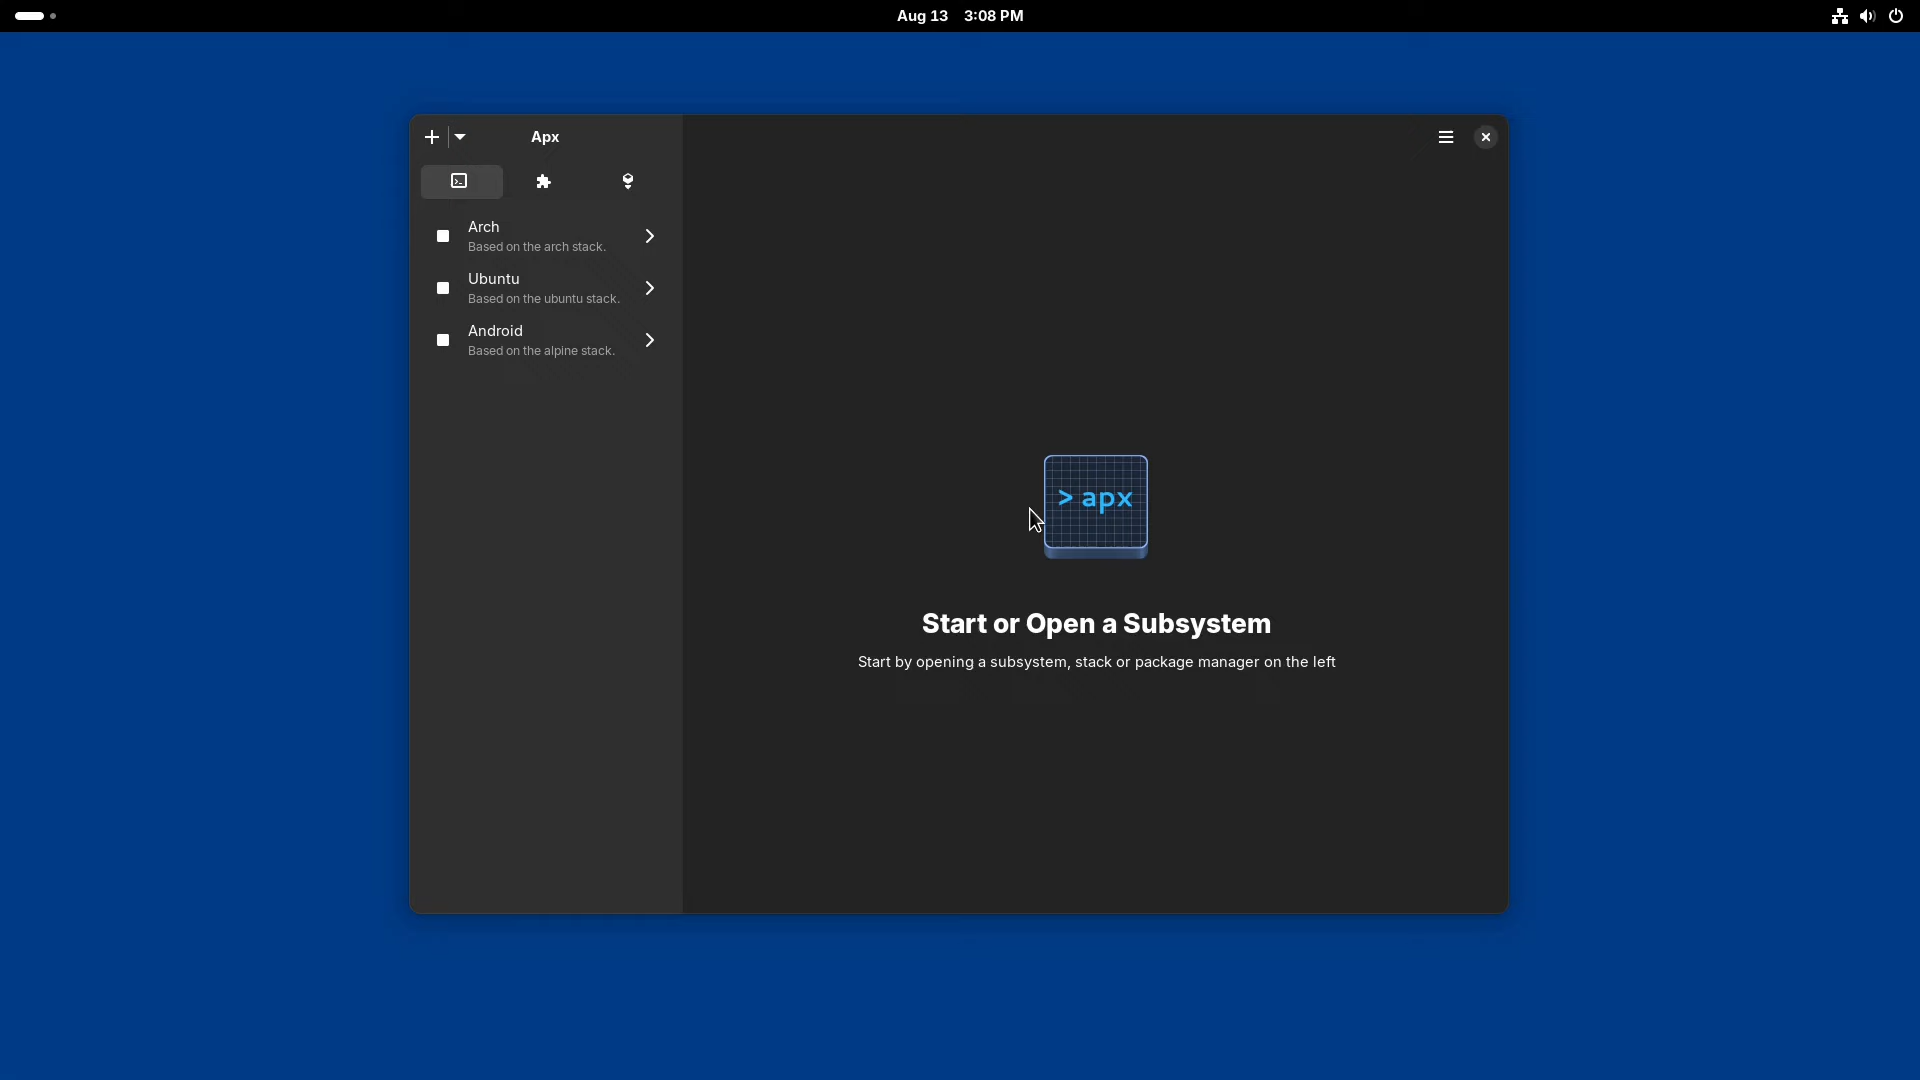 Aug 13 3:08 PM
Apx
Arch
Based on the arch stack.
Ubuntu
Based on the ubuntu stack.
Android
Based on the alpine stack.
> apx
Start or Open a Subsystem
Start by opening a subsystem, stack or package manager on the left